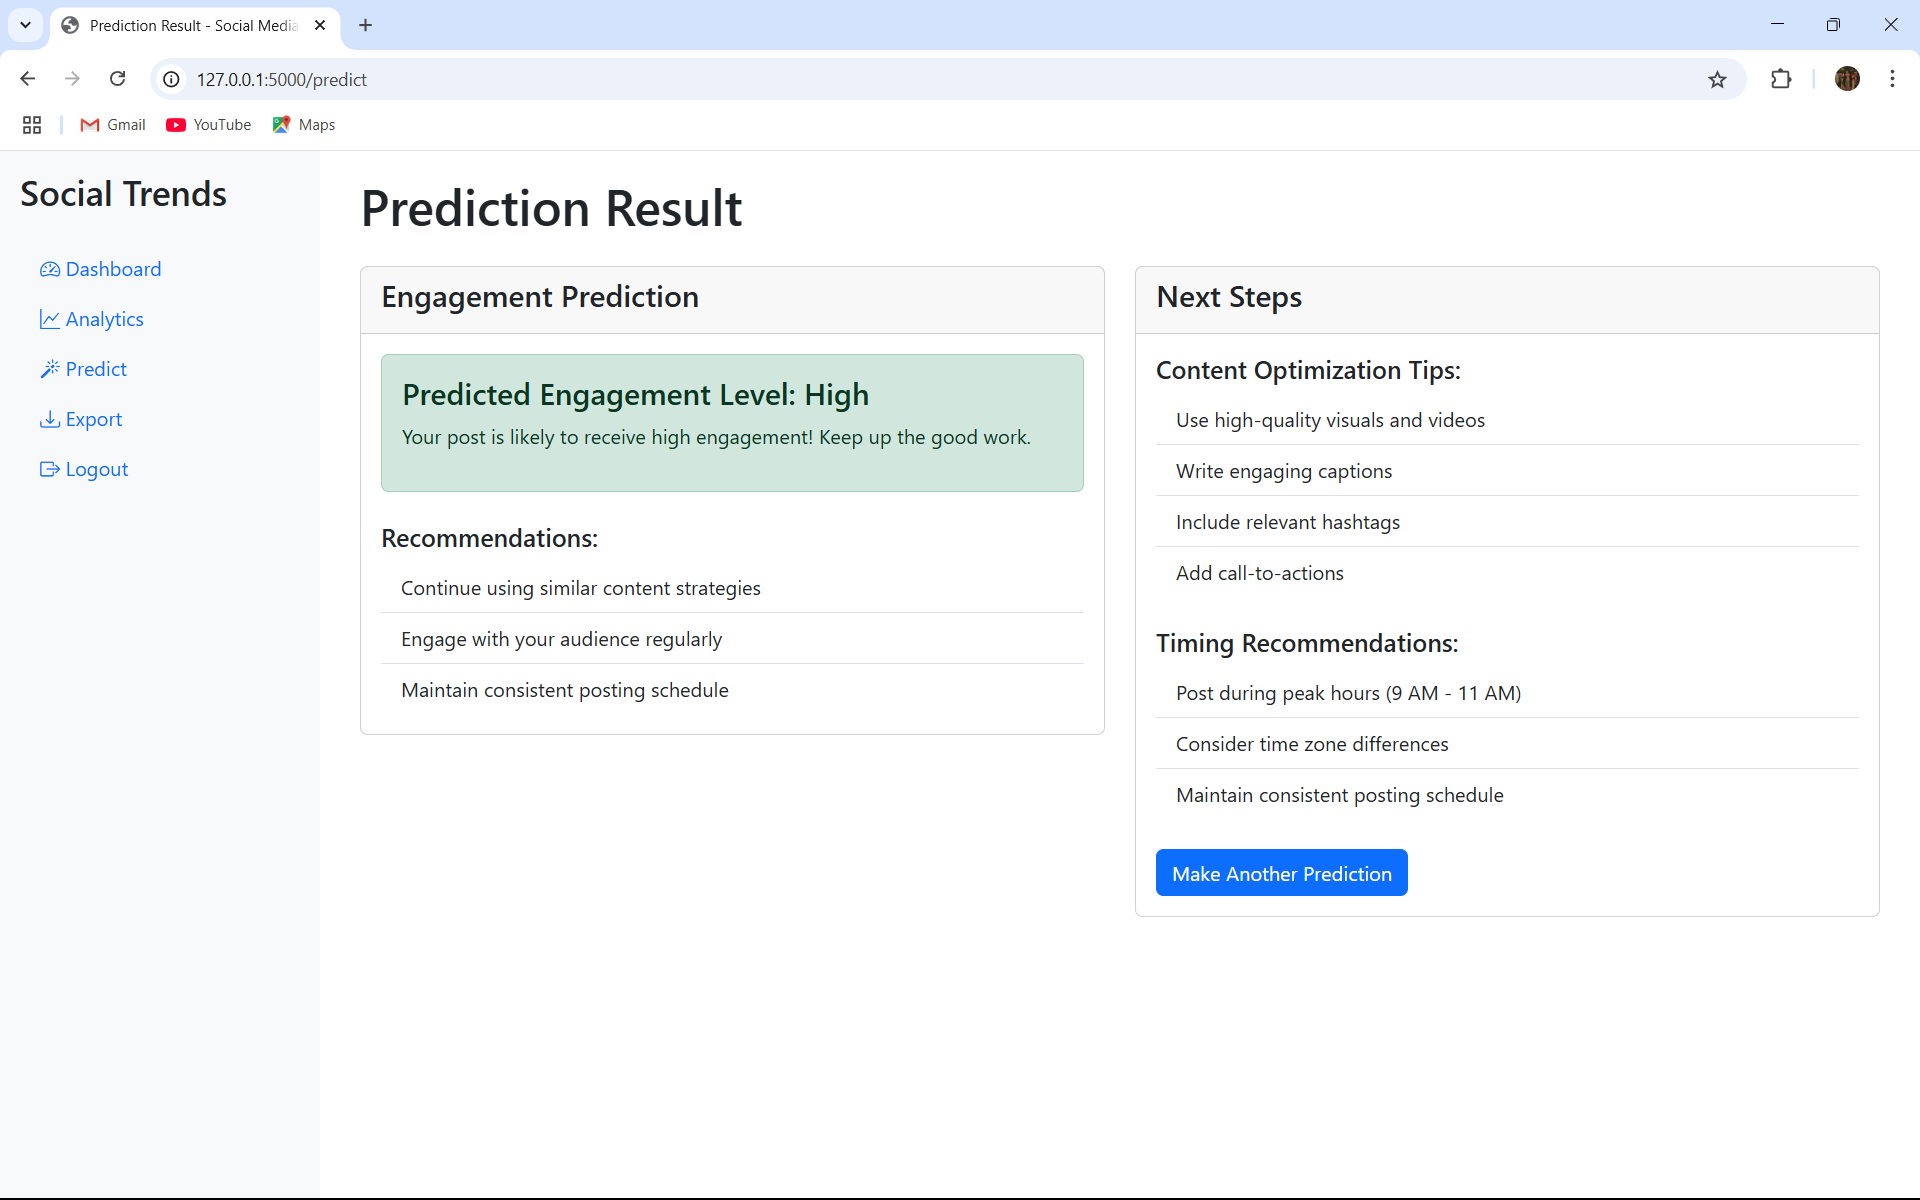 Prediction Result - Social Media
127.0.0.1:5000/predict
Gmail
YouTube
Maps
Social Trends
Dashboard
Analytics
Predict
Export
Logout
Prediction Result
Engagement Prediction
Predicted Engagement Level: High
Your post is likely to receive high engagement! Keep up the good work.
Recommendations:
Continue using similar content strategies
Engage with your audience regularly
Maintain consistent posting schedule
Next Steps
Content Optimization Tips:
Use high-quality visuals and videos
Write engaging captions
Include relevant hashtags
Add call-to-actions
Timing Recommendations:
Post during peak hours (9 AM - 11 AM)
Consider time zone differences
Maintain consistent posting schedule
Make Another Prediction